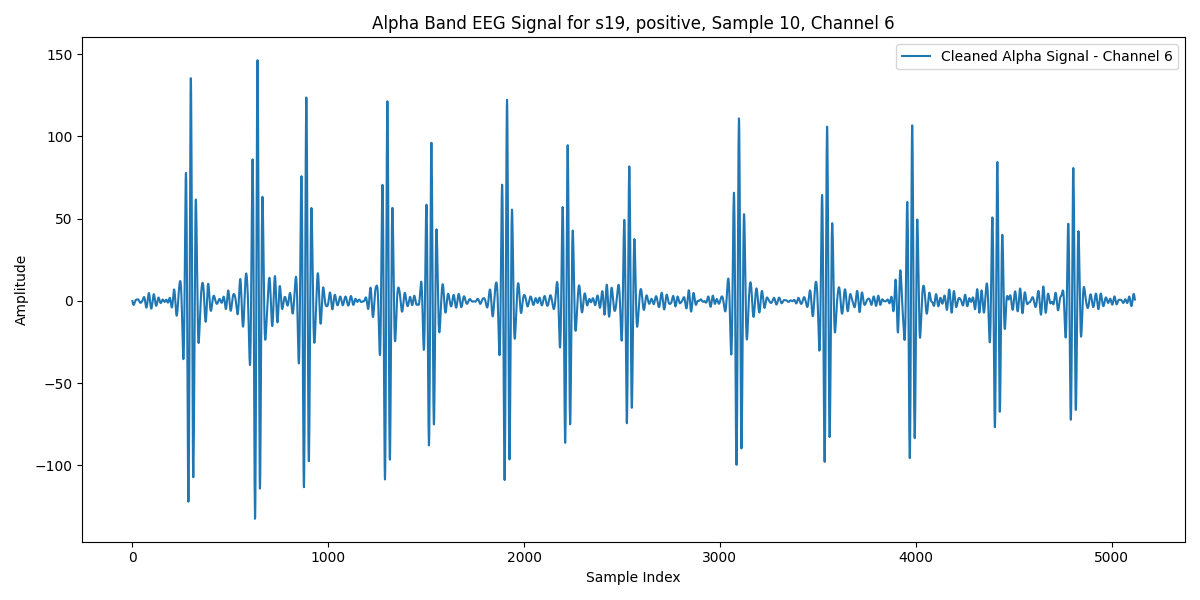 Alpha Band EEG Signal for s19, positive, Sample 10, Channel 6
Cleaned Alpha Signal - Channel 6
150
100
50
0
−50
−100
Amplitude
0 1000 2000 3000 4000 5000
Sample Index